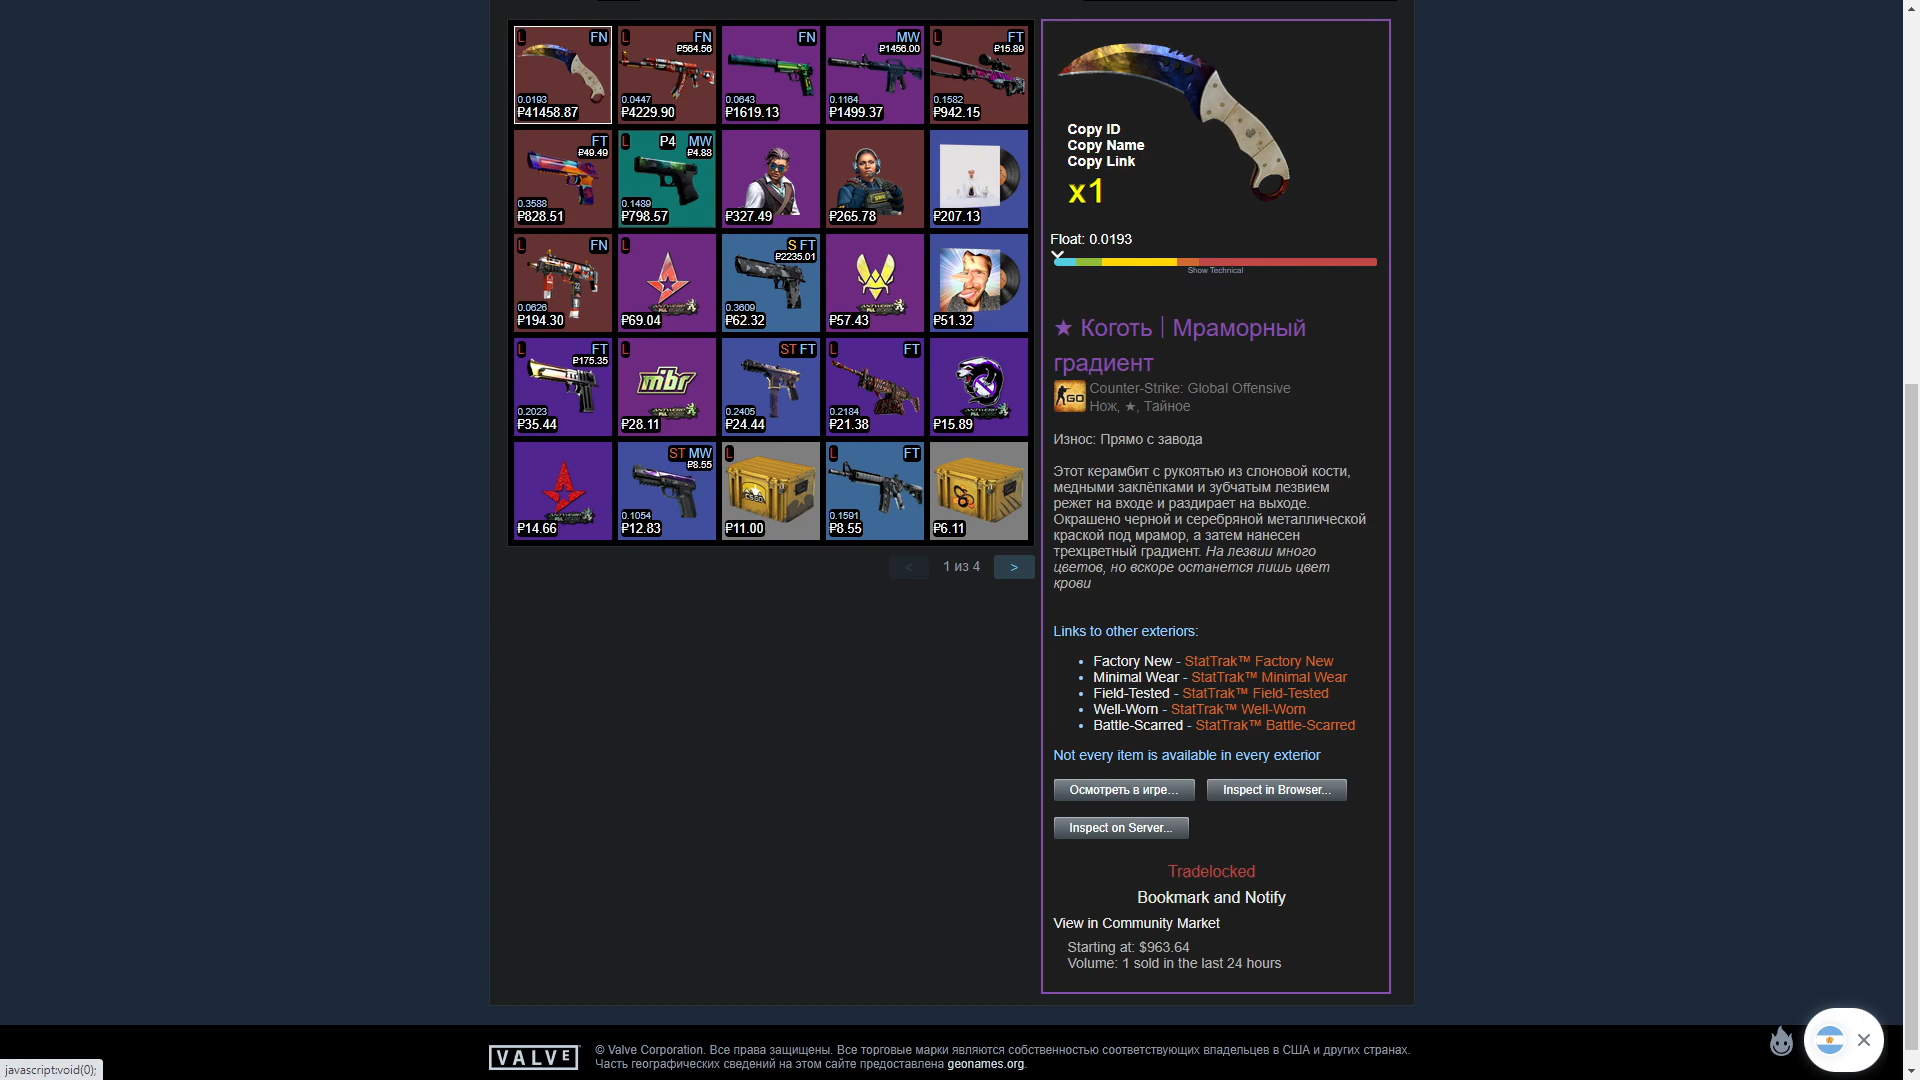 L FN
0.0193
₽41458.87
L FN
₽564.56
0.0447
₽4229.90
FN
0.0643
₽1619.13
MW
₽1456.00
0.1164
₽1499.37
L FT
₽15.89
0.1582
₽942.15
FT
₽49.49
0.3588
₽828.51
L P4 MW
₽4.88
0.1489
₽798.57
₽327.49
₽265.78
₽207.13
L FN
0.0626
₽194.30
L
ANTWERP
₽69.04
S FT
₽2235.01
0.3609
₽62.32
ANTWERP
₽57.43
₽51.32
L FT
₽175.35
0.2023
₽35.44
L
mibr
ANTWERP
₽28.11
ST FT
0.2405
₽24.44
L FT
0.2184
₽21.38
ANTWERP
₽15.89
ANTWERP
₽14.66
ST MW
₽8.55
0.1054
₽12.83
L
₽11.00
L FT
0.1591
₽8.55
₽6.11
< 1 из 4 >
Copy ID
Copy Name
Copy Link
x1
Float: 0.0193
Show Technical
★ Коготь | Мраморный
градиент
GO
Counter-Strike: Global Offensive
Нож, ★, Тайное
Износ: Прямо с завода
Этот керамбит с рукоятью из слоновой кости,
медными заклёпками и зубчатым лезвием
режет на входе и раздирает на выходе.
Окрашено черной и серебряной металлической
краской под мрамор, а затем нанесен
трехцветный градиент. На лезвии много
цветов, но вскоре останется лишь цвет
крови
Links to other exteriors:
• Factory New - StatTrak™ Factory New
• Minimal Wear - StatTrak™ Minimal Wear
• Field-Tested - StatTrak™ Field-Tested
• Well-Worn - StatTrak™ Well-Worn
• Battle-Scarred - StatTrak™ Battle-Scarred
Not every item is available in every exterior
Осмотреть в игре… Inspect in Browser...
Inspect on Server...
Tradelocked
Bookmark and Notify
View in Community Market
Starting at: $963.64
Volume: 1 sold in the last 24 hours
VALVE
© Valve Corporation. Все права защищены. Все торговые марки являются собственностью соответствующих владельцев в США и других странах.
Часть географических сведений на этом сайте предоставлена geonames.org.
javascript:void(0);